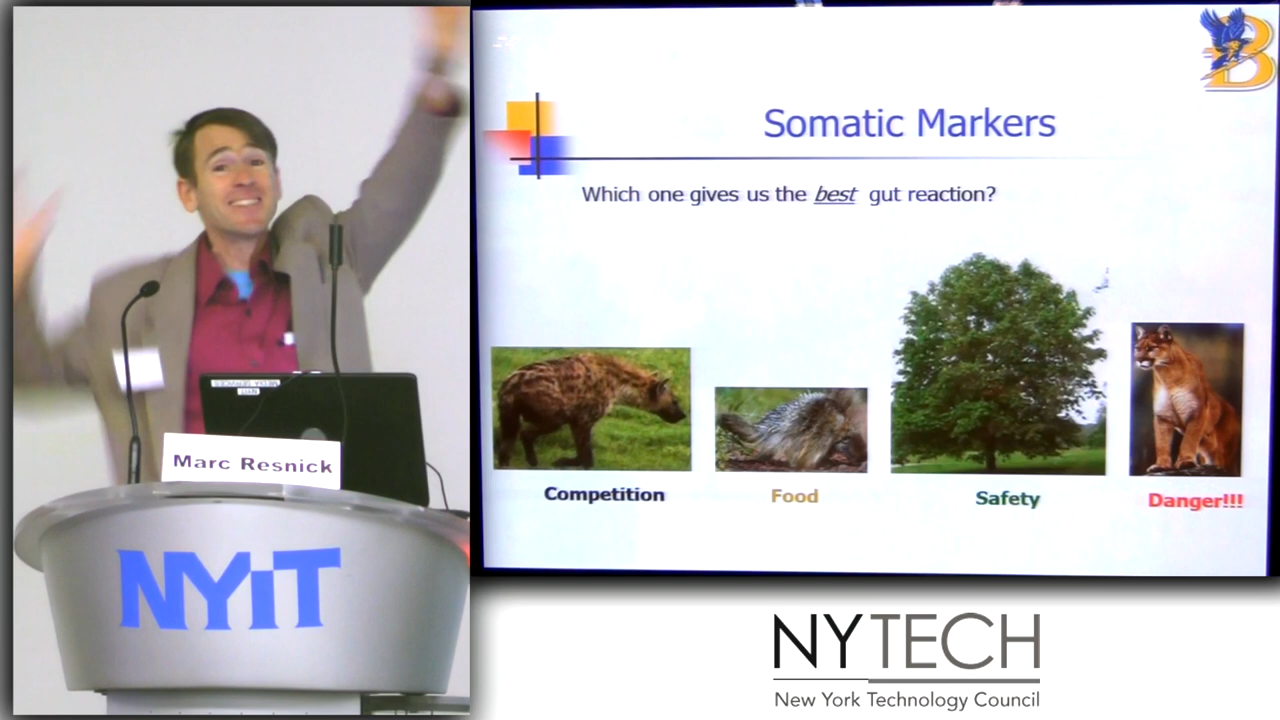 Somatic Markers
Which one gives us the best gut reaction?
Competition
Food
Safety
Danger!!!
Marc Resnick
NYiT
B
NYTECH
New York Technology Council